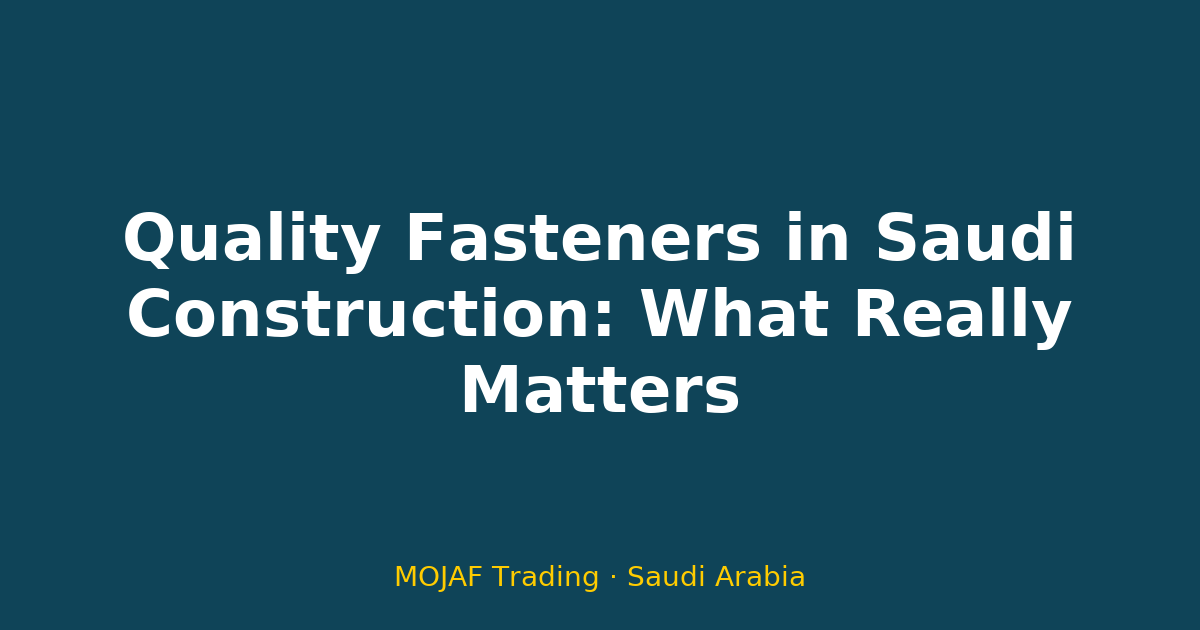 Quality Fasteners in Saudi
Construction: What Really
Matters
MOJAF Trading · Saudi Arabia